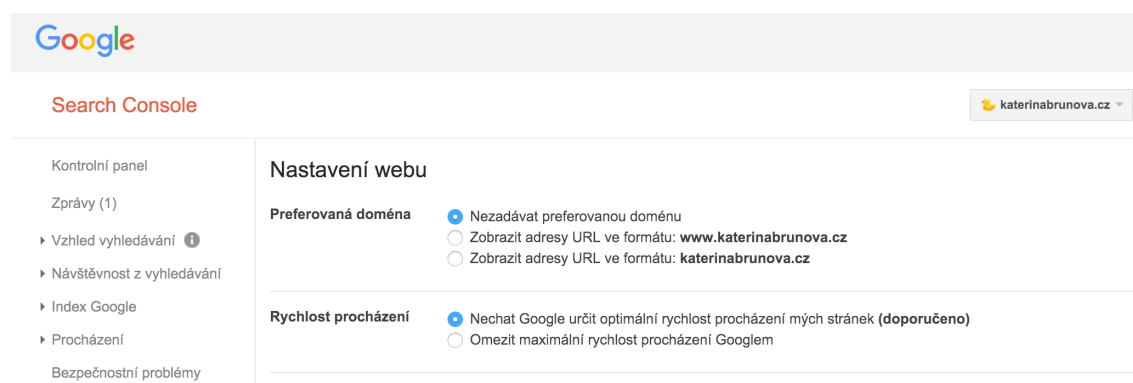 Google
Search Console
katerinabrunova.cz
Kontrolní panel
Zprávy (1)
Vzhled vyhledávání
Návštěvnost z vyhledávání
Index Google
Procházení
Bezpečnostní problémy
Nastavení webu
Preferovaná doména
Nezadávat preferovanou doménu
Zobrazit adresy URL ve formátu: www.katerinabrunova.cz
Zobrazit adresy URL ve formátu: katerinabrunova.cz
Rychlost procházení
Nechat Google určit optimální rychlost procházení mých stránek (doporučeno)
Omezit maximální rychlost procházení Googlem